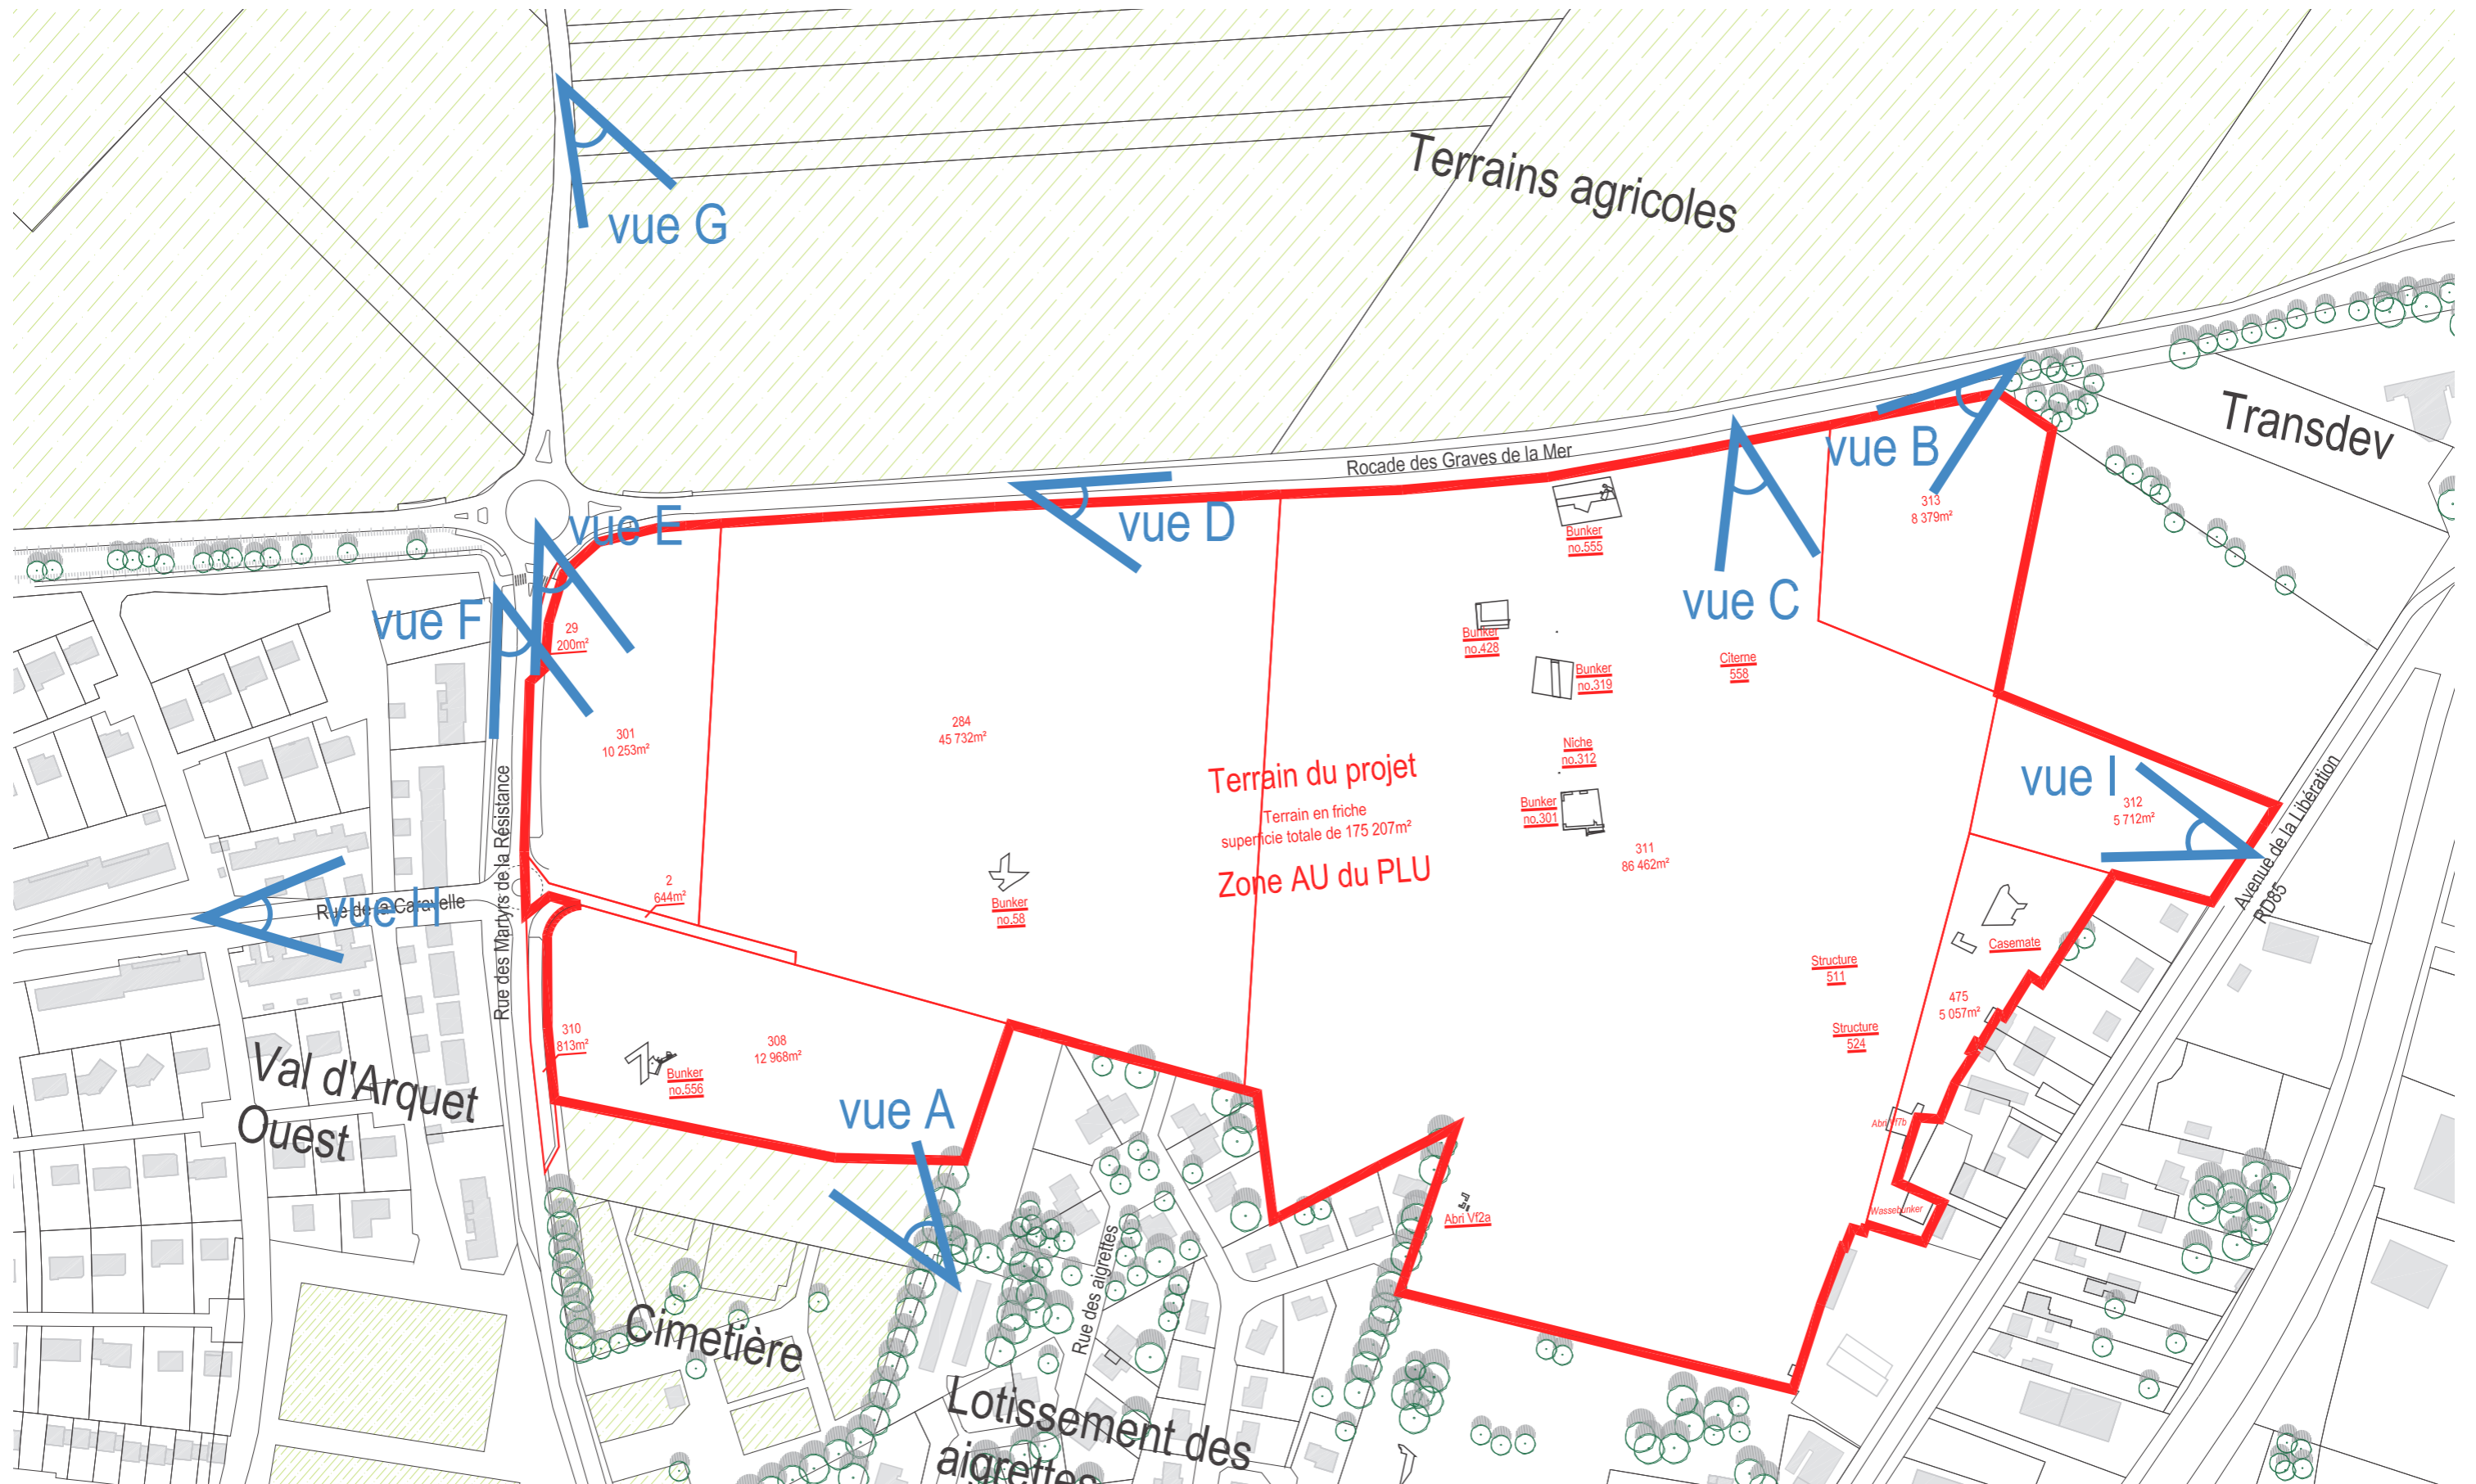 vue G
Terrains agricoles
Transdev
vue B
Rocade des Graves de la Mer
vue E
vue D
313
8 379m²
Bunker
no.555
vue C
vue F
29
200m²
Bunker
no.428
Bunker
no.319
Citerne
558
301
10 253m²
284
45 732m²
Niche
no.312
Terrain du projet
Terrain en friche
superficie totale de 175 207m²
Zone AU du PLU
Bunker
no.301
vue I
312
5 712m²
Avenue de la Libération
RD85
311
86 462m²
Rue des Martyrs de la Résistance
2
644m²
Bunker
no.58
Rue de la Caravelle
vue H
Casemate
Structure
511
475
5 057m²
Structure
524
310
813m²
308
12 968m²
Bunker
no.556
Val d'Arquet
Ouest
vue A
Abri Vf7b
Wassebunker
Abri Vf2a
Rue des aigrettes
Cimetière
Lotissement des
aigrettes